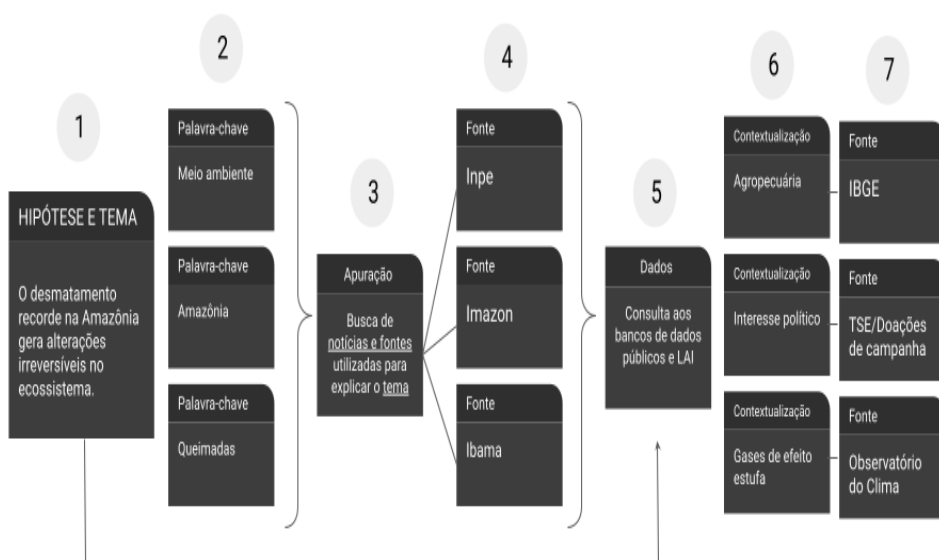 1
HIPÓTESE E TEMA
O desmatamento
recorde na Amazônia
gera alterações
irreversíveis no
ecossistema.
2
Palavra-chave
Meio ambiente
Palavra-chave
Amazônia
Palavra-chave
Queimadas
3
Apuração
Busca de
notícias e fontes
utilizadas para
explicar o tema
4
Fonte
Inpe
Fonte
Imazon
Fonte
Ibama
5
Dados
Consulta aos
bancos de dados
públicos e LAI
6
Contextualização
Agropecuária
Contextualização
Interesse político
Contextualização
Gases de efeito
estufa
7
Fonte
IBGE
Fonte
TSE/Doações
de campanha
Fonte
Observatório
do Clima